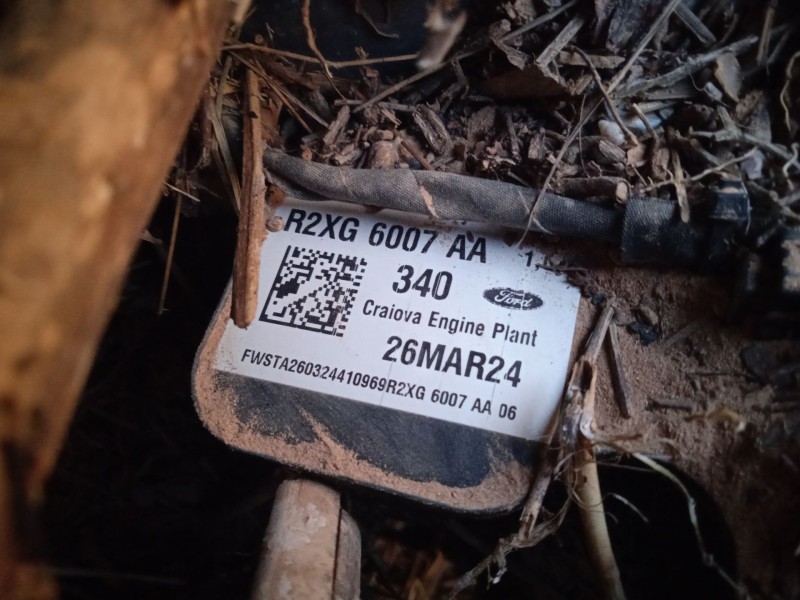 R2XG 6007 AA
340
Ford
Craiova Engine Plant
26MAR24
FWSTA260324410969R2XG 6007 AA 06